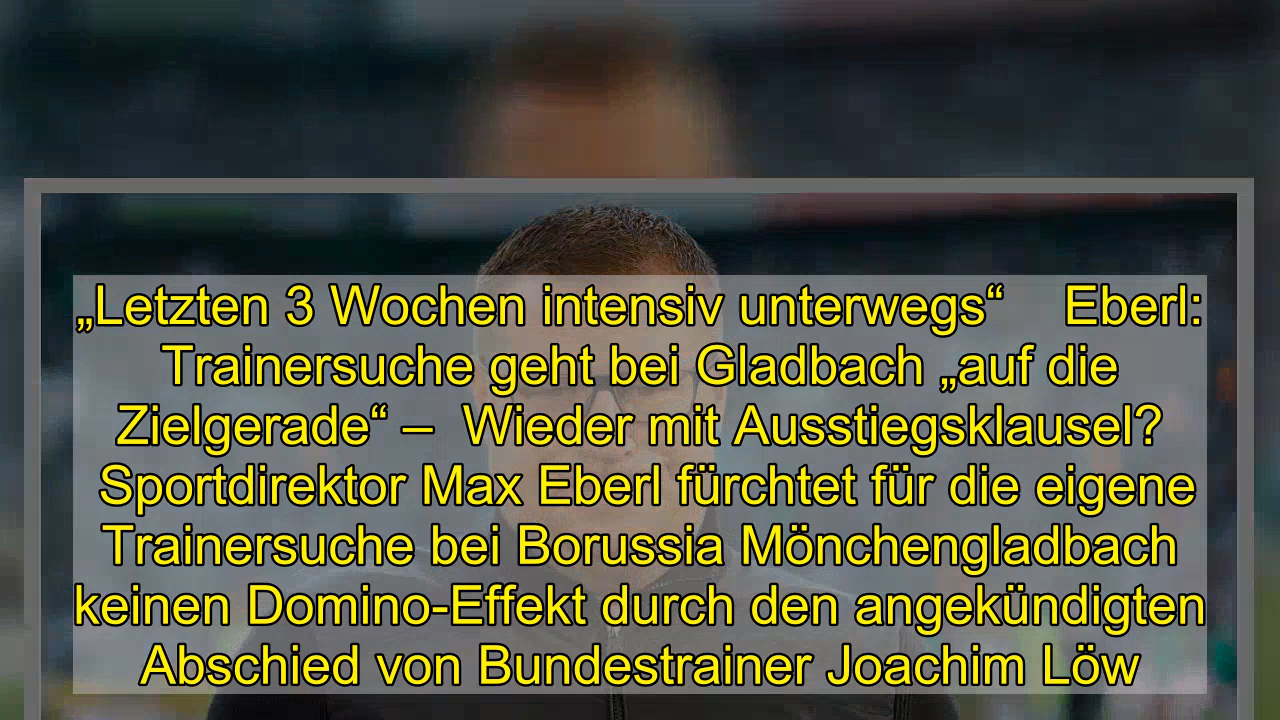 „Letzten 3 Wochen intensiv unterwegs“ Eberl:
Trainersuche geht bei Gladbach „auf die
Zielgerade“ – Wieder mit Ausstiegsklausel?
Sportdirektor Max Eberl fürchtet für die eigene
Trainersuche bei Borussia Mönchengladbach
keinen Domino-Effekt durch den angekündigten
Abschied von Bundestrainer Joachim Löw